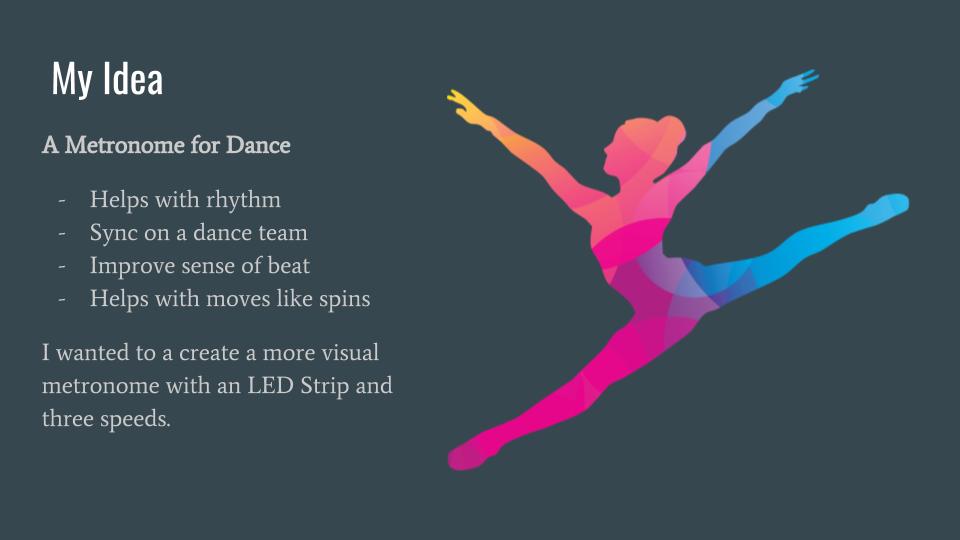 My Idea
A Metronome for Dance
- Helps with rhythm
- Sync on a dance team
- Improve sense of beat
- Helps with moves like spins
I wanted to a create a more visual
metronome with an LED Strip and
three speeds.